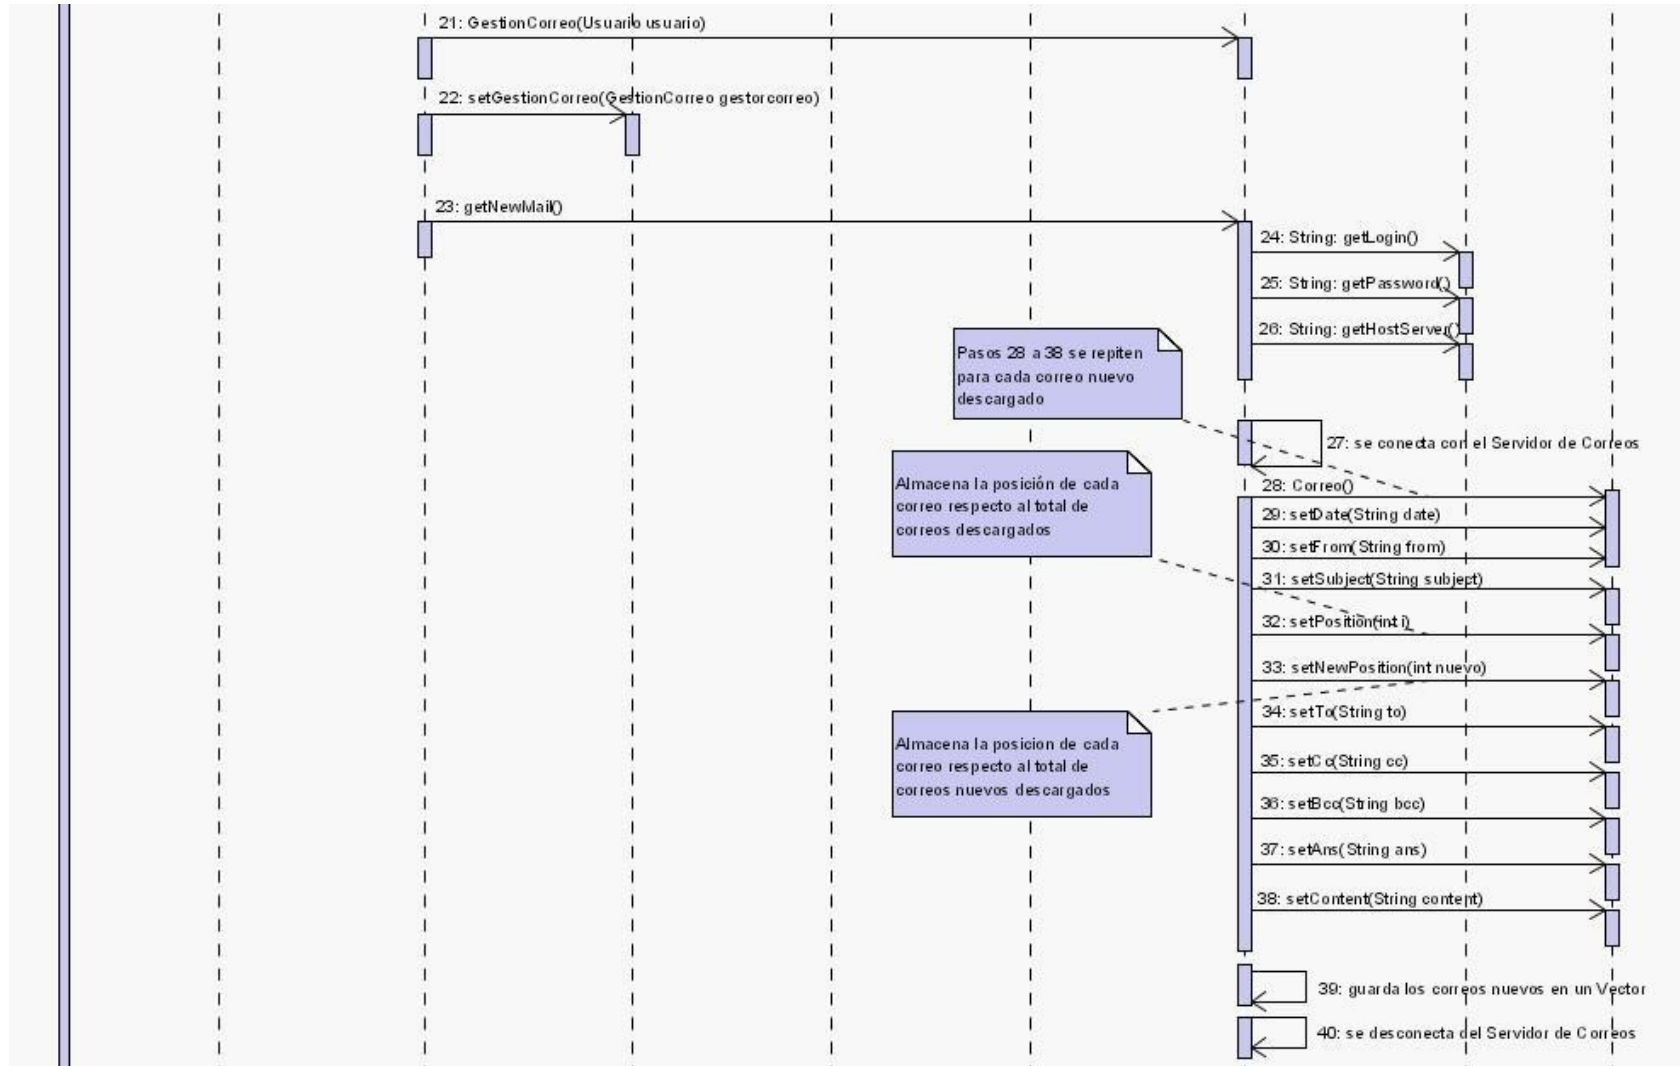 21: GestionCorreo(Usuario usuario)
22: setGestionCorreo(GestionCorreo gestorcorreo)
23: getNewMail()
24: String: getLogin()
25: String: getPassword()
26: String: getHostServer()
Pasos 28 a 38 se repiten
para cada correo nuevo
descargado
27: se conecta con el Servidor de Correos
Almacena la posición de cada
correo respecto al total de
correos descargados
28: Correo()
29: setDate(String date)
30: setFrom(String from)
31: setSubject(String subject)
32: setPosition(int i)
33: setNewPosition(int nuevo)
34: setTo(String to)
Almacena la posicion de cada
correo respecto al total de
correos nuevos descargados
35: setCc(String cc)
36: setBcc(String bcc)
37: setAns(String ans)
38: setContent(String content)
39: guarda los correos nuevos en un Vector
40: se desconecta del Servidor de Correos